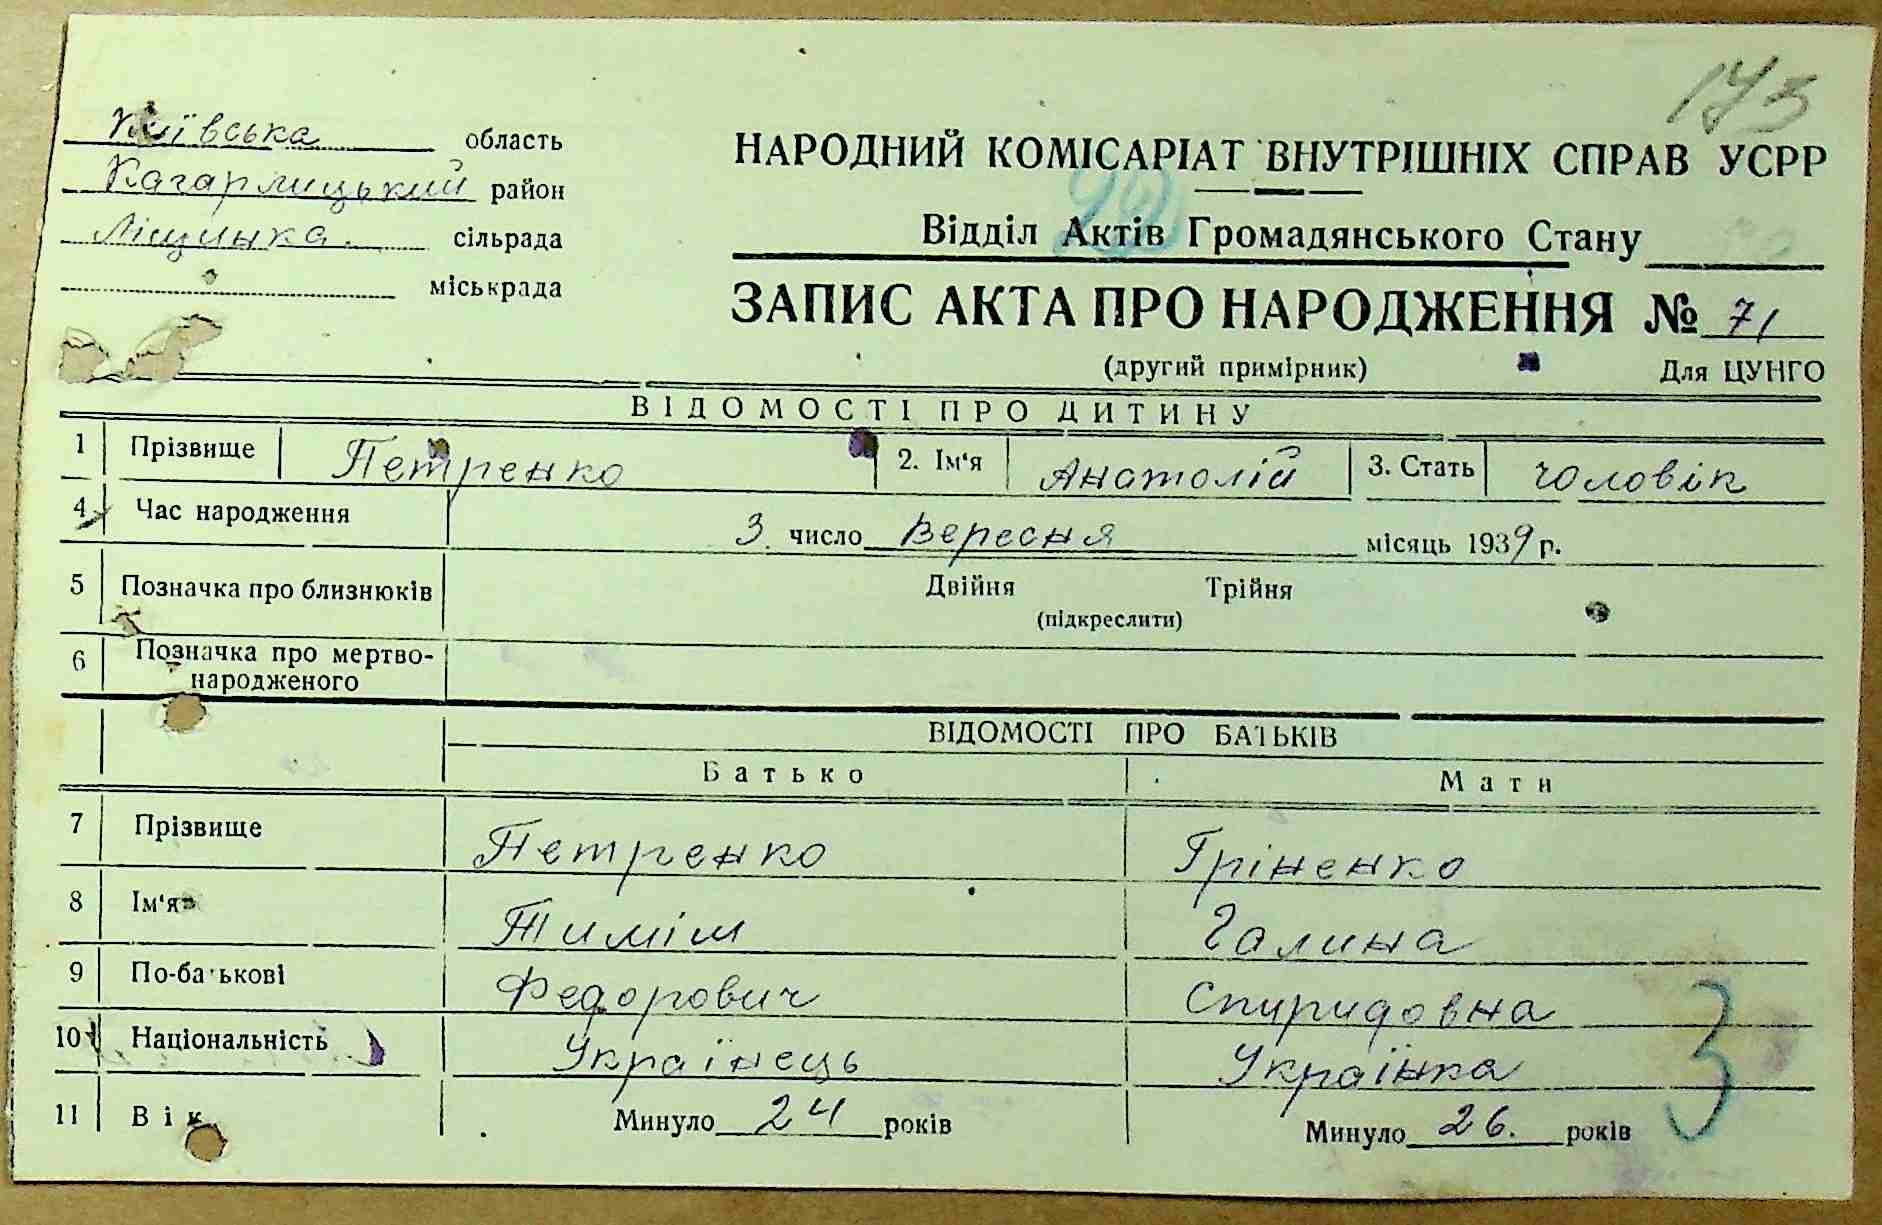 173
Київська область
Кагарлицький район
Ліщинка сільрада
міськрада
НАРОДНИЙ КОМІСАРІАТ ВНУТРІШНІХ СПРАВ УСРР
Відділ Актів Громадянського Стану
ЗАПИС АКТА ПРО НАРОДЖЕННЯ № 71
(другий примірник) Для ЦУНГО
ВІДОМОСТІ ПРО ДИТИНУ
1 Прізвище Петренко 2. Ім'я Анатолій 3. Стать чоловік
4 Час народження 3 число Вересня місяць 1939 р.
5 Позначка про близнюків Двійня Трійня
(підкреслити)
6 Позначка про мертво-
народженого
ВІДОМОСТІ ПРО БАТЬКІВ
Батько Мати
7 Прізвище Петренко Гріненко
8 Ім'я Тиміш Галина
9 По-батькові Федорович Спиридовна
10 Національність Українець Українка
11 Вік Минуло 24 років Минуло 26. років
3